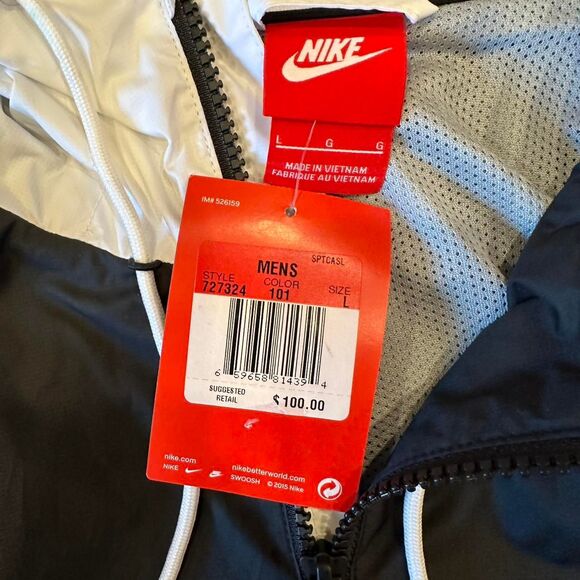 NIKE
L G G
MADE IN VIETNAM
FABRIQUE AU VIETNAM
IM# 526159
MENS SPTCASL
STYLE COLOR SIZE
727324 101 L
6 59658 81439 4
SUGGESTED
RETAIL $100.00
nike.com nikebetterworld.com
NIKE SWOOSH © 2015 Nike